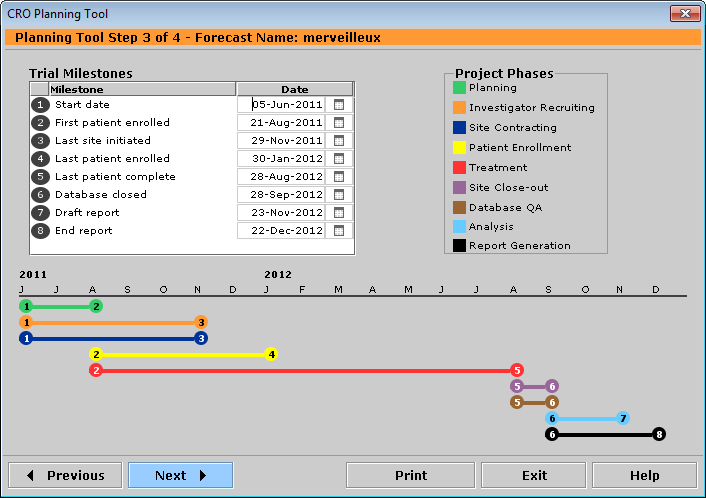 CRO Planning Tool
Planning Tool Step 3 of 4 - Forecast Name: merveilleux
Trial Milestones
Milestone Date
1 Start date 05-Jun-2011
2 First patient enrolled 21-Aug-2011
3 Last site initiated 29-Nov-2011
4 Last patient enrolled 30-Jan-2012
5 Last patient complete 28-Aug-2012
6 Database closed 28-Sep-2012
7 Draft report 23-Nov-2012
8 End report 22-Dec-2012
Project Phases
Planning
Investigator Recruiting
Site Contracting
Patient Enrollment
Treatment
Site Close-out
Database QA
Analysis
Report Generation
2011 2012
J J A S O N D J F M A M J J A S O N D
1 2
1 3
1 3
2 4
2 5
5 6
5 6
6 7
6 8
Previous Next Print Exit Help